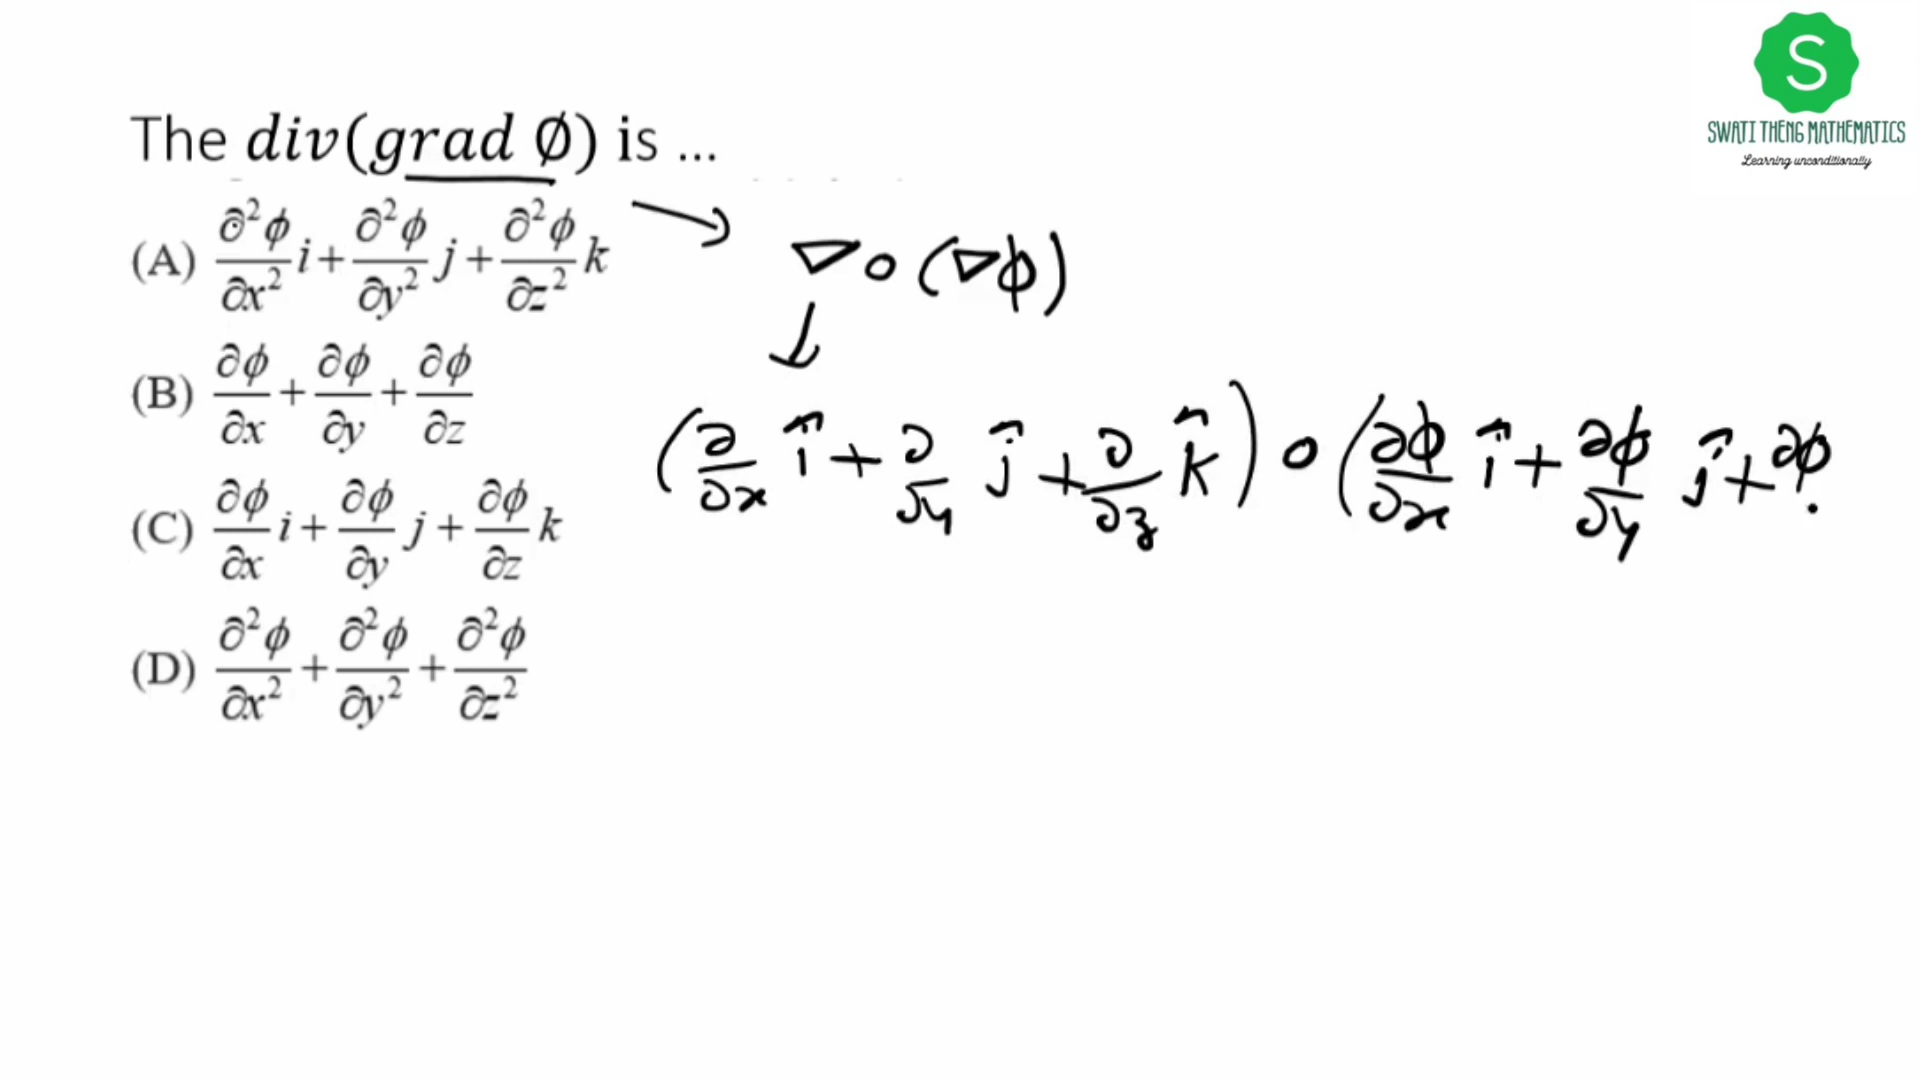 S
SWATI THENG MATHEMATICS
Learning unconditionally
The div(grad ∅) is ...
(A) ∂²ϕ/∂x² i + ∂²ϕ/∂y² j + ∂²ϕ/∂z² k
→ ∇∘(∇ϕ)
(B) ∂ϕ/∂x + ∂ϕ/∂y + ∂ϕ/∂z
(∂/∂x î + ∂/∂y ĵ + ∂/∂z k̂) ∘ (∂ϕ/∂x î + ∂ϕ/∂y ĵ + ∂ϕ
(C) ∂ϕ/∂x i + ∂ϕ/∂y j + ∂ϕ/∂z k
(D) ∂²ϕ/∂x² + ∂²ϕ/∂y² + ∂²ϕ/∂z²